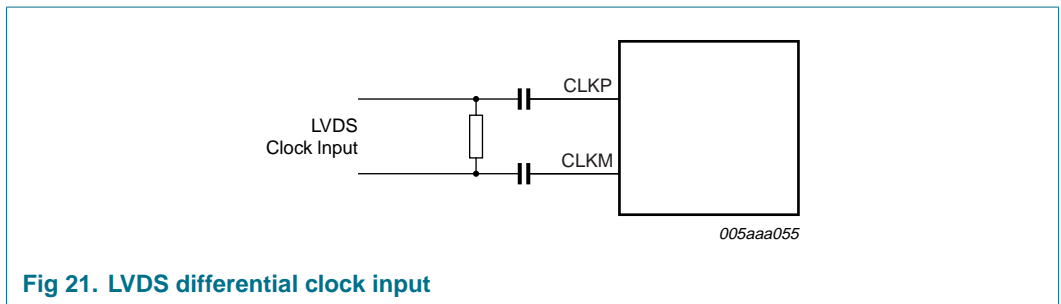 CLKP
LVDS
Clock Input
CLKM
005aaa055
Fig 21. LVDS differential clock input